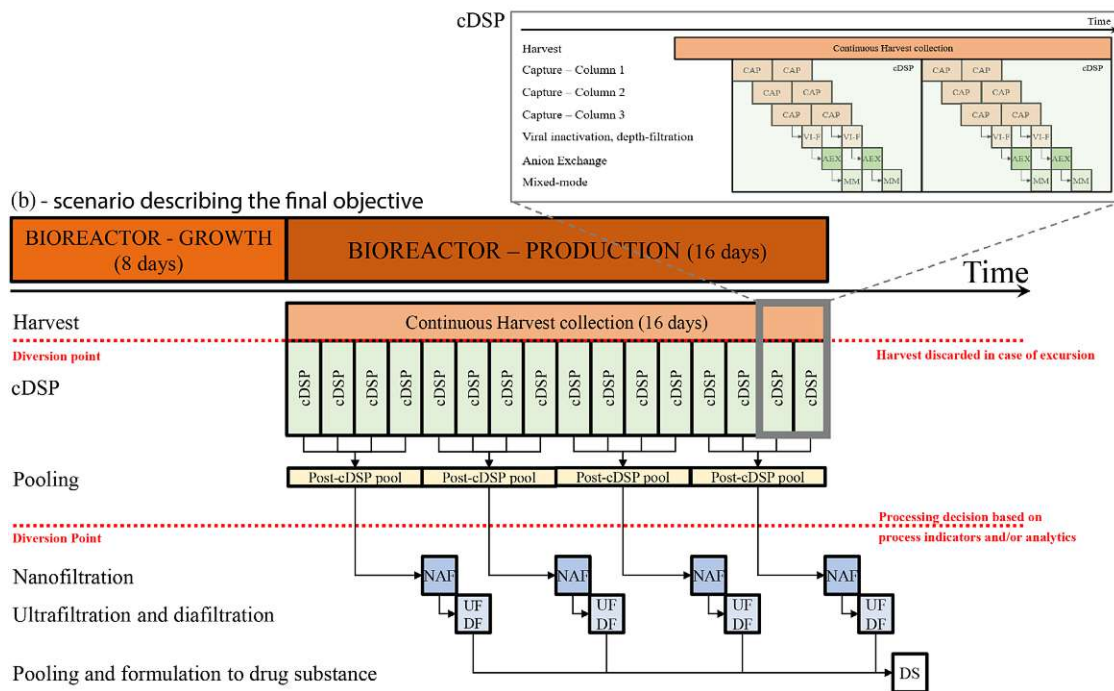 cDSP
Time
Harvest
Continuous Harvest collection
Capture – Column 1
CAP CAP cDSP CAP CAP cDSP
Capture – Column 2
CAP CAP CAP CAP
Capture – Column 3
CAP CAP CAP CAP
Viral inactivation, depth-filtration
VI-F VI-F VI-F VI-F
Anion Exchange
AEX AEX AEX AEX
Mixed-mode
MM MM MM MM
(b) - scenario describing the final objective
BIOREACTOR - GROWTH
(8 days)
BIOREACTOR – PRODUCTION (16 days)
Time
Harvest
Continuous Harvest collection (16 days)
Diversion point
Harvest discarded in case of excursion
cDSP
cDSP cDSP cDSP cDSP cDSP cDSP cDSP cDSP cDSP cDSP cDSP cDSP cDSP cDSP cDSP cDSP
Pooling
Post-cDSP pool Post-cDSP pool Post-cDSP pool Post-cDSP pool
Processing decision based on
process indicators and/or analytics
Diversion Point
Nanofiltration
NAF NAF NAF NAF
Ultrafiltration and diafiltration
UF UF UF UF
DF DF DF DF
Pooling and formulation to drug substance
DS